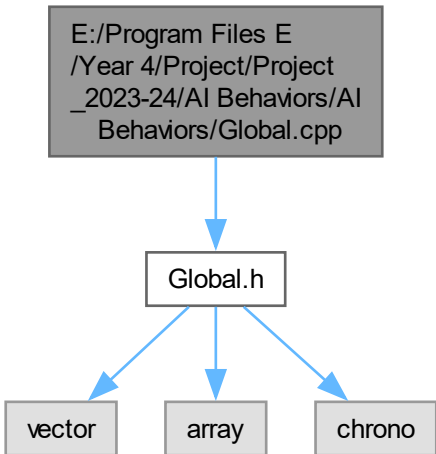 E:/Program Files E
/Year 4/Project/Project
_2023-24/AI Behaviors/AI
Behaviors/Global.cpp
Global.h
vector
array
chrono